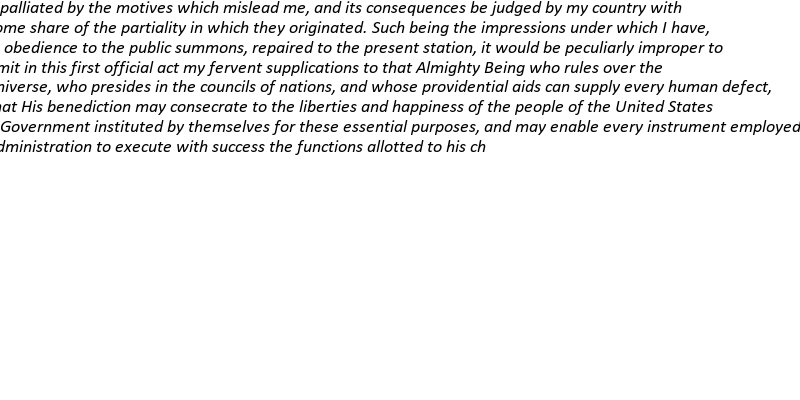 palliated by the motives which mislead me, and its consequences be judged by my country with
ome share of the partiality in which they originated. Such being the impressions under which I have,
obedience to the public summons, repaired to the present station, it would be peculiarly improper to
mit in this first official act my fervent supplications to that Almighty Being who rules over the
niverse, who presides in the councils of nations, and whose providential aids can supply every human defect,
hat His benediction may consecrate to the liberties and happiness of the people of the United States
Government instituted by themselves for these essential purposes, and may enable every instrument employed
dministration to execute with success the functions allotted to his ch